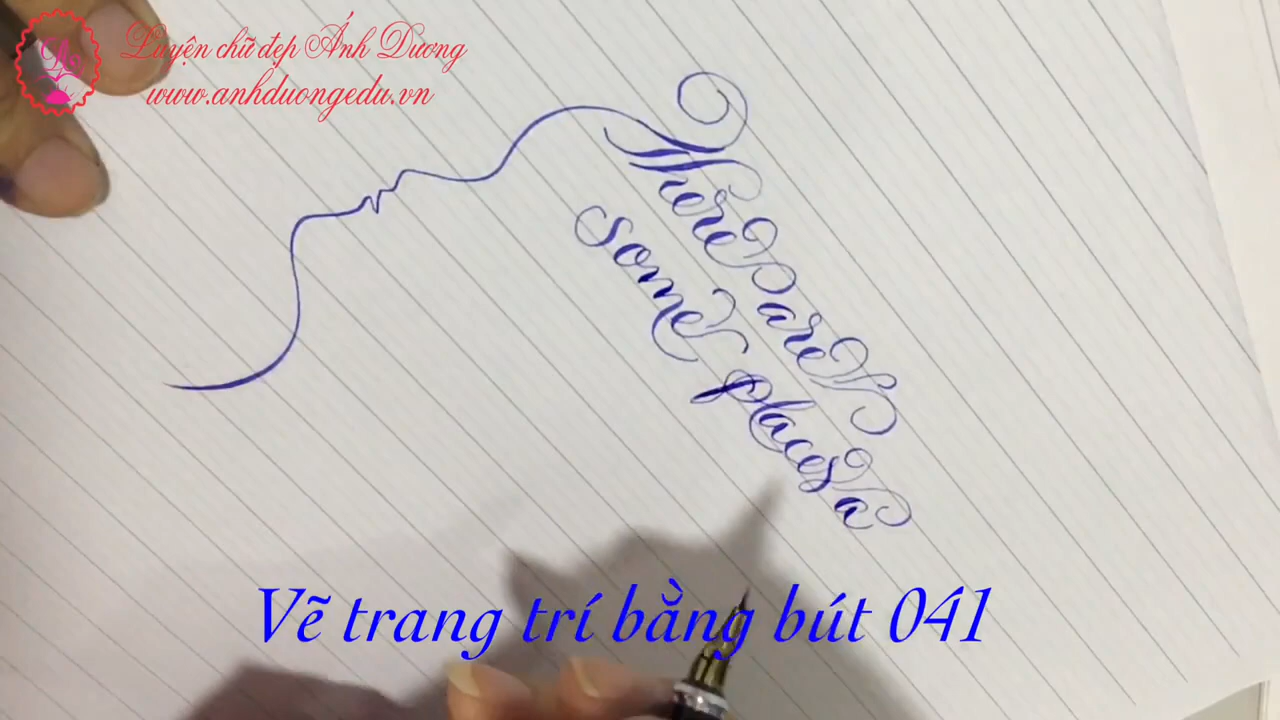 Luyện chữ đẹp Ánh Dương
www.anhduongedu.vn
There are
some places a
Vẽ trang trí bằng bút 041